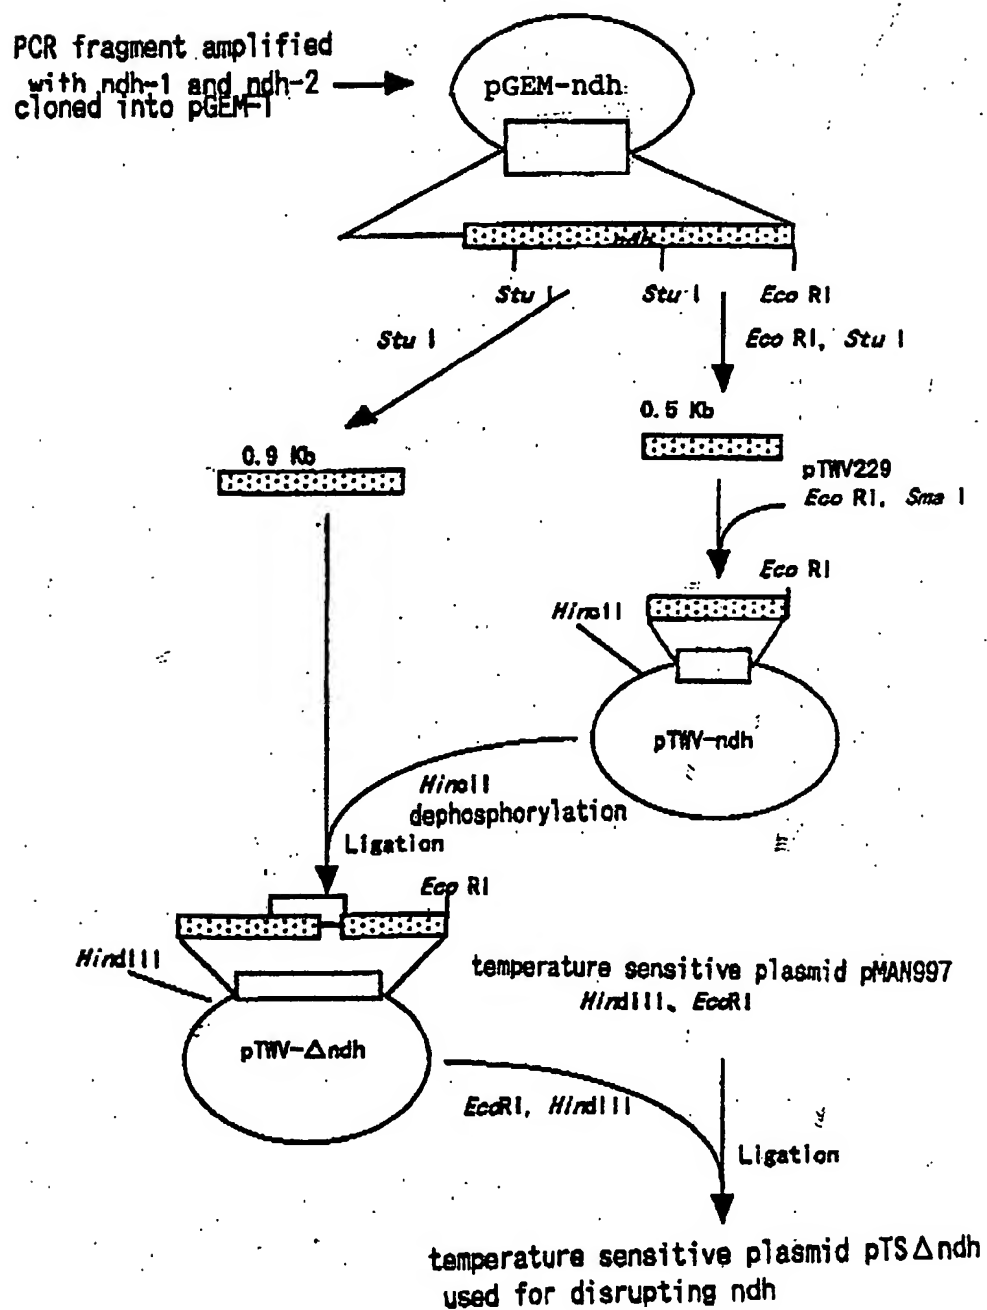 PCR fragment amplified
with ndh-1 and ndh-2
cloned into pGEM-1
pGEM-ndh
ndh
Stu I
Stu I
Eco RI
Stu I
Eco RI, Stu I
0.5 Kb
0.9 Kb
pTWV229
Eco RI, Sma I
Eco RI
HincII
pTWV-ndh
HincII
dephosphorylation
Ligation
Eco RI
HindIII
temperature sensitive plasmid pMAN997
HindIII, EcoRI
pTWV-Δndh
EcoRI, HindIII
Ligation
temperature sensitive plasmid pTSΔndh
used for disrupting ndh